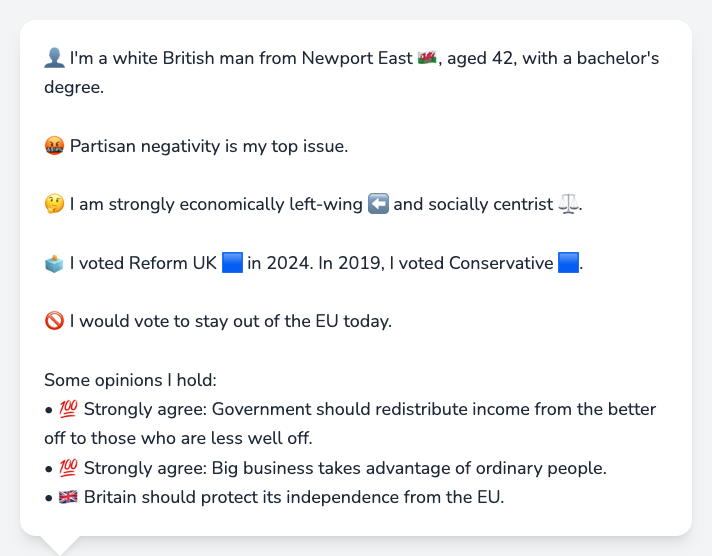 👤 I'm a white British man from Newport East 🏴󠁧󠁢󠁷󠁬󠁳󠁿, aged 42, with a bachelor's
degree.
🤬 Partisan negativity is my top issue.
🤔 I am strongly economically left-wing ⬅️ and socially centrist ⚖️.
🗳️ I voted Reform UK 🟦 in 2024. In 2019, I voted Conservative 🟦.
🚫 I would vote to stay out of the EU today.
Some opinions I hold:
• 💯 Strongly agree: Government should redistribute income from the better
off to those who are less well off.
• 💯 Strongly agree: Big business takes advantage of ordinary people.
• 🇬🇧 Britain should protect its independence from the EU.